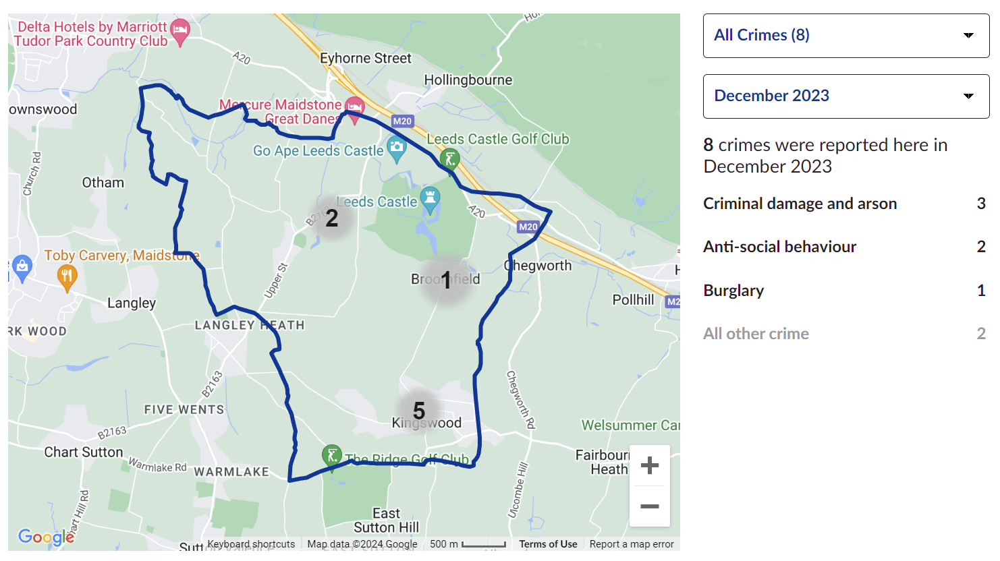 Delta Hotels by Marriott
Tudor Park Country Club
A20
Eyhorne Street
Hollingbourne
ownswood
Mercure Maidstone
Great Danes
M20
Leeds Castle Golf Club
Go Ape Leeds Castle
Church Rd
Otham
Leeds Castle
B2163
2
A20
M20
Toby Carvery, Maidstone
Chegworth
Broomfield
1
Upper St
Langley
Pollhill
M2
H
LANGLEY HEATH
RK WOOD
B2163
Chegworth Rd
FIVE WENTS
5
Kingswood
B2163
Welsummer Ca
Chart Sutton
The Ridge Golf Club
Fairbour
Heath
Warmlake Rd
WARMLAKE
Ulcombe Hill
hart Hill Rd
East
Sutton Hill
+
−
Google
Sutton Valence
EAST SUTTON
Keyboard shortcuts
Map data ©2024 Google
500 m
Terms of Use
Report a map error
All Crimes (8)
December 2023
8 crimes were reported here in
December 2023
Criminal damage and arson 3
Anti-social behaviour 2
Burglary 1
All other crime 2